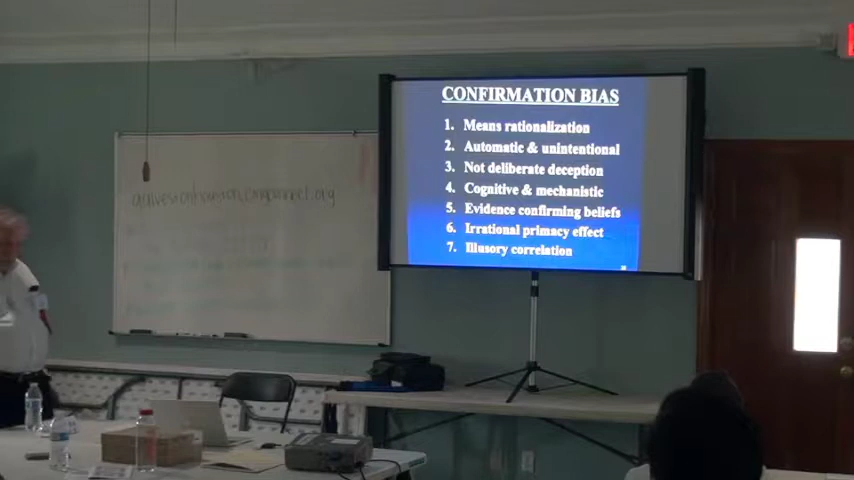 CONFIRMATION BIAS
1. Means rationalization
2. Automatic & unintentional
3. Not deliberate deception
4. Cognitive & mechanistic
5. Evidence confirming beliefs
6. Irrational primacy effect
7. Illusory correlation